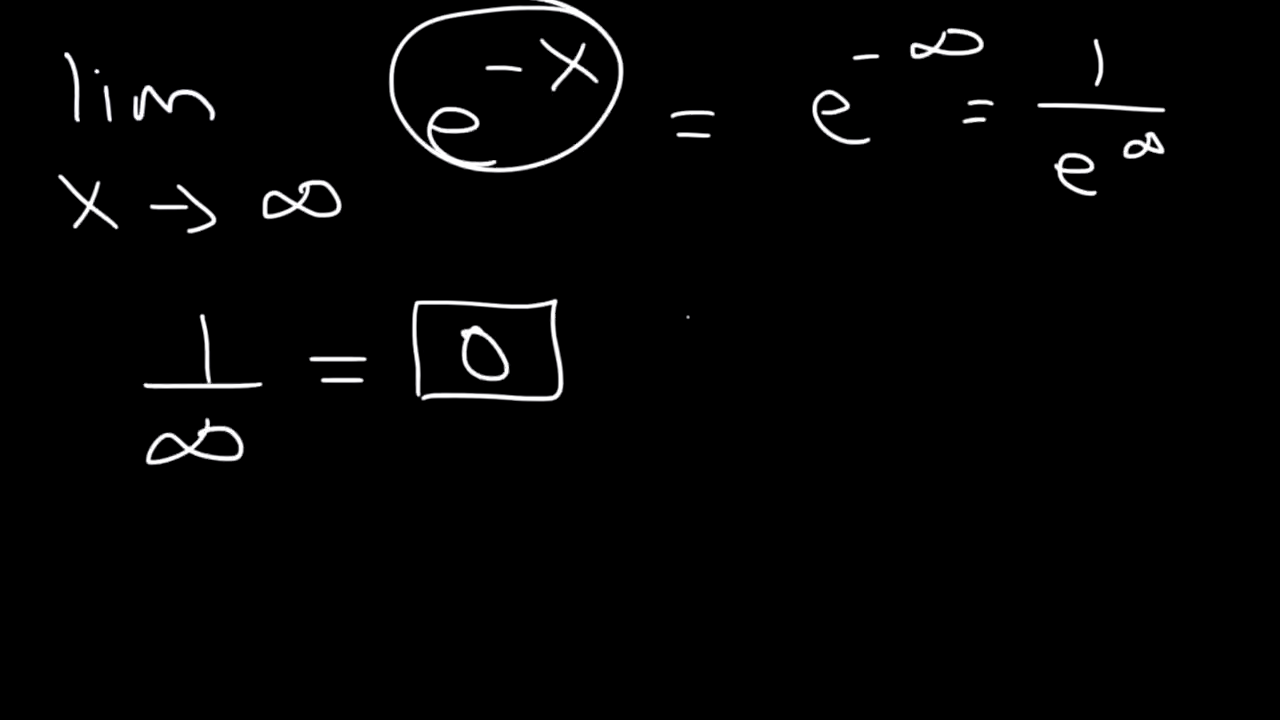 lim e^{-x} = e^{-∞} = 1/e^{∞}
x → ∞
1/∞ = 0